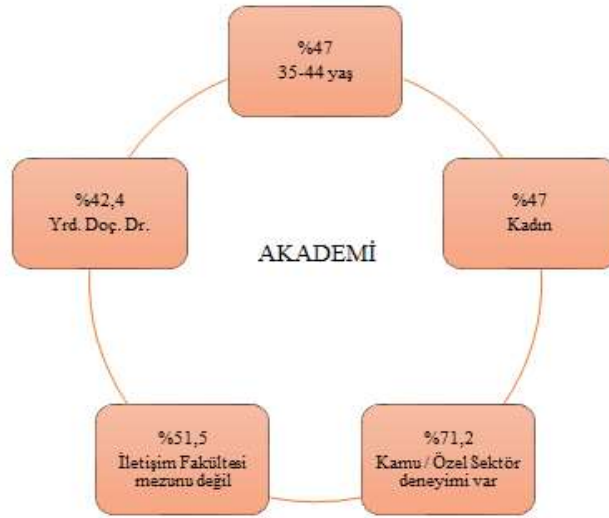 %47
35-44 yaş
%42,4
Yrd. Doç. Dr.
%47
Kadın
AKADEMİ
%51,5
İletişim Fakültesi
mezunu değil
%71,2
Kamu / Özel Sektör
deneyimi var